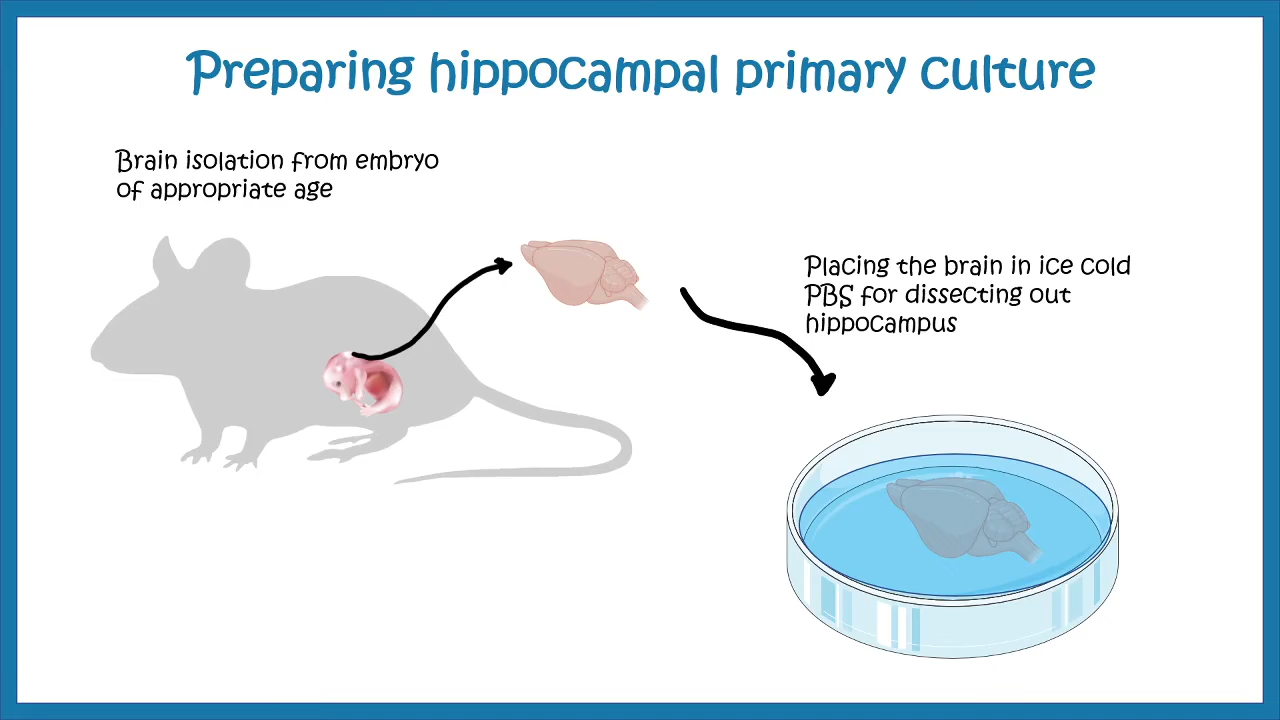 Preparing hippocampal primary culture
Brain isolation from embryo
of appropriate age
Placing the brain in ice cold
PBS for dissecting out
hippocampus